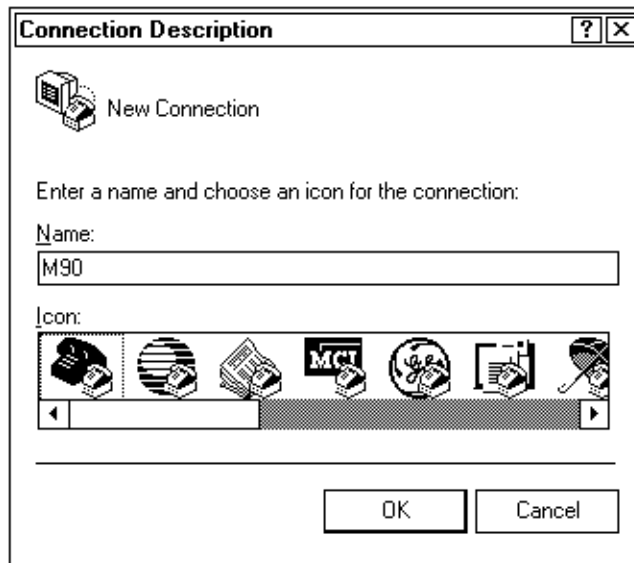 Connection Description
New Connection
Enter a name and choose an icon for the connection:
Name:
M90
Icon:
MCI
OK
Cancel